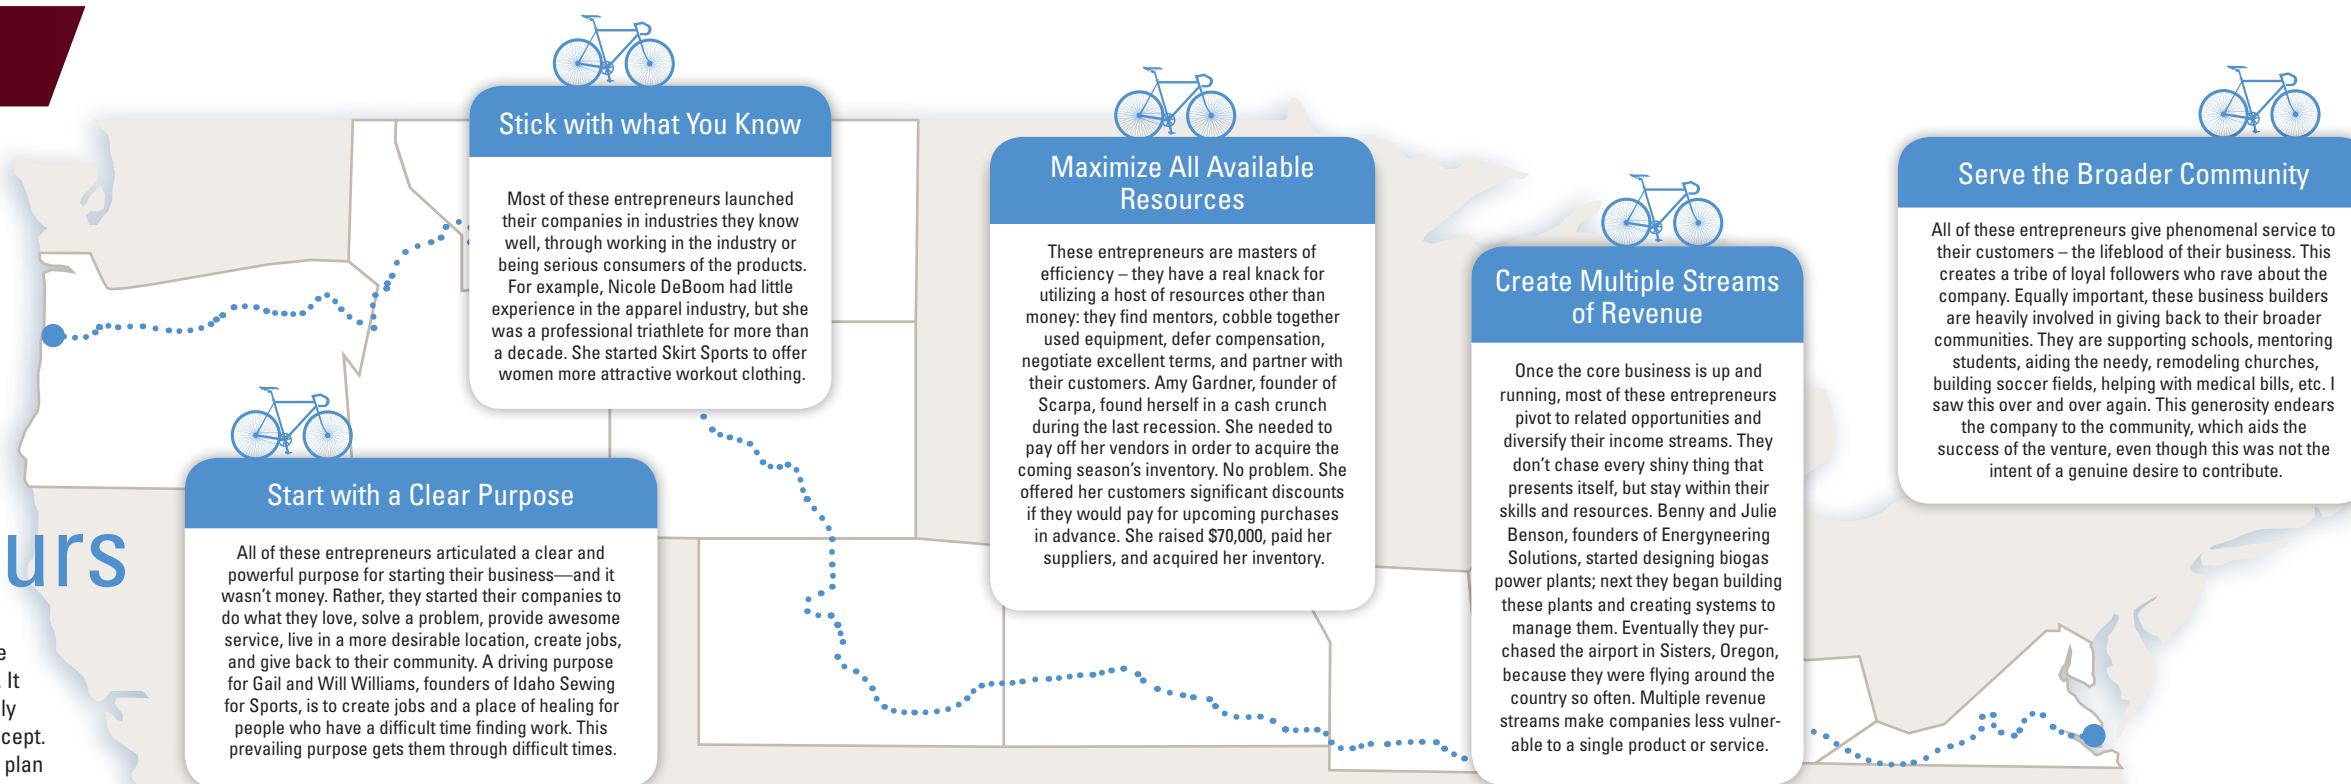 Stick with what You Know
Most of these entrepreneurs launched
their companies in industries they know
well, through working in the industry or
being serious consumers of the products.
For example, Nicole DeBoom had little
experience in the apparel industry, but she
was a professional triathlete for more than
a decade. She started Skirt Sports to offer
women more attractive workout clothing.
Maximize All Available
Resources
These entrepreneurs are masters of
efficiency – they have a real knack for
utilizing a host of resources other than
money: they find mentors, cobble together
used equipment, defer compensation,
negotiate excellent terms, and partner with
their customers. Amy Gardner, founder of
Scarpa, found herself in a cash crunch
during the last recession. She needed to
pay off her vendors in order to acquire the
coming season's inventory. No problem. She
offered her customers significant discounts
if they would pay for upcoming purchases
in advance. She raised $70,000, paid her
suppliers, and acquired her inventory.
Serve the Broader Community
All of these entrepreneurs give phenomenal service to
their customers – the lifeblood of their business. This
creates a tribe of loyal followers who rave about the
company. Equally important, these business builders
are heavily involved in giving back to their broader
communities. They are supporting schools, mentoring
students, aiding the needy, remodeling churches,
building soccer fields, helping with medical bills, etc. I
saw this over and over again. This generosity endears
the company to the community, which aids the
success of the venture, even though this was not the
intent of a genuine desire to contribute.
Create Multiple Streams
of Revenue
Once the core business is up and
running, most of these entrepreneurs
pivot to related opportunities and
diversify their income streams. They
don't chase every shiny thing that
presents itself, but stay within their
skills and resources. Benny and Julie
Benson, founders of Energyneering
Solutions, started designing biogas
power plants; next they began building
these plants and creating systems to
manage them. Eventually they pur-
chased the airport in Sisters, Oregon,
because they were flying around the
country so often. Multiple revenue
streams make companies less vulner-
able to a single product or service.
Start with a Clear Purpose
All of these entrepreneurs articulated a clear and
powerful purpose for starting their business—and it
wasn't money. Rather, they started their companies to
do what they love, solve a problem, provide awesome
service, live in a more desirable location, create jobs,
and give back to their community. A driving purpose
for Gail and Will Williams, founders of Idaho Sewing
for Sports, is to create jobs and a place of healing for
people who have a difficult time finding work. This
prevailing purpose gets them through difficult times.
urs
e
. It
ly
cept.
plan